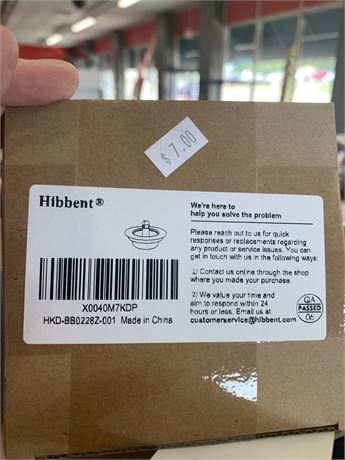 $7.00
Hibbent®
We're here to
help you solve the problem
Please reach out to us for quick
responses or replacements regarding
any product or service issues. You can
get in touch with us in the following ways:
1) Contact us online through the shop
where you made your purchase.
2) We value your time and
aim to respond within 24
hours or less. Email us at
customerservice@hibbent.com
QA
PASSED
06
X0040M7KDP
HKD-BB0228Z-001 Made in China